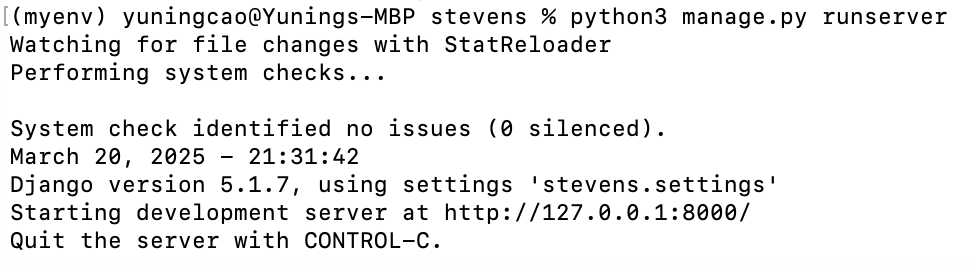 [(myenv) yuningcao@Yunings-MBP stevens % python3 manage.py runserver
Watching for file changes with StatReloader
Performing system checks...

System check identified no issues (0 silenced).
March 20, 2025 - 21:31:42
Django version 5.1.7, using settings 'stevens.settings'
Starting development server at http://127.0.0.1:8000/
Quit the server with CONTROL-C.